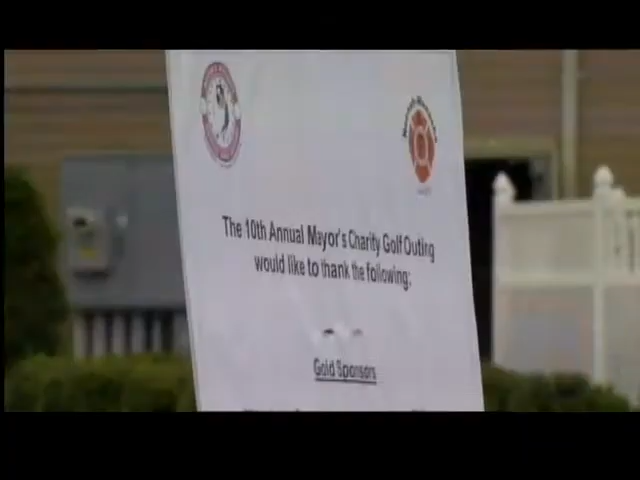 The 10th Annual Mayor's Charity Golf Outing
would like to thank the following:
Gold Sponsors